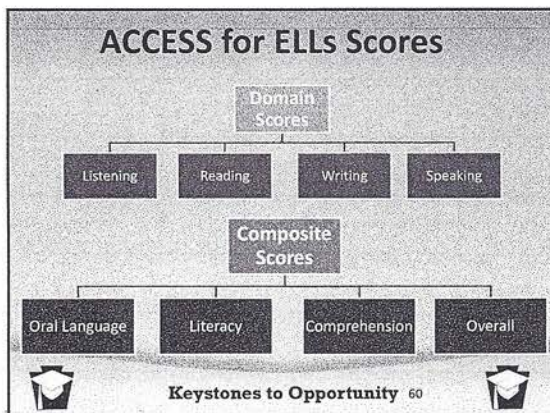 ACCESS for ELLs Scores
Domain
Scores
Listening Reading Writing Speaking
Composite
Scores
Oral Language Literacy Comprehension Overall
Keystones to Opportunity 60